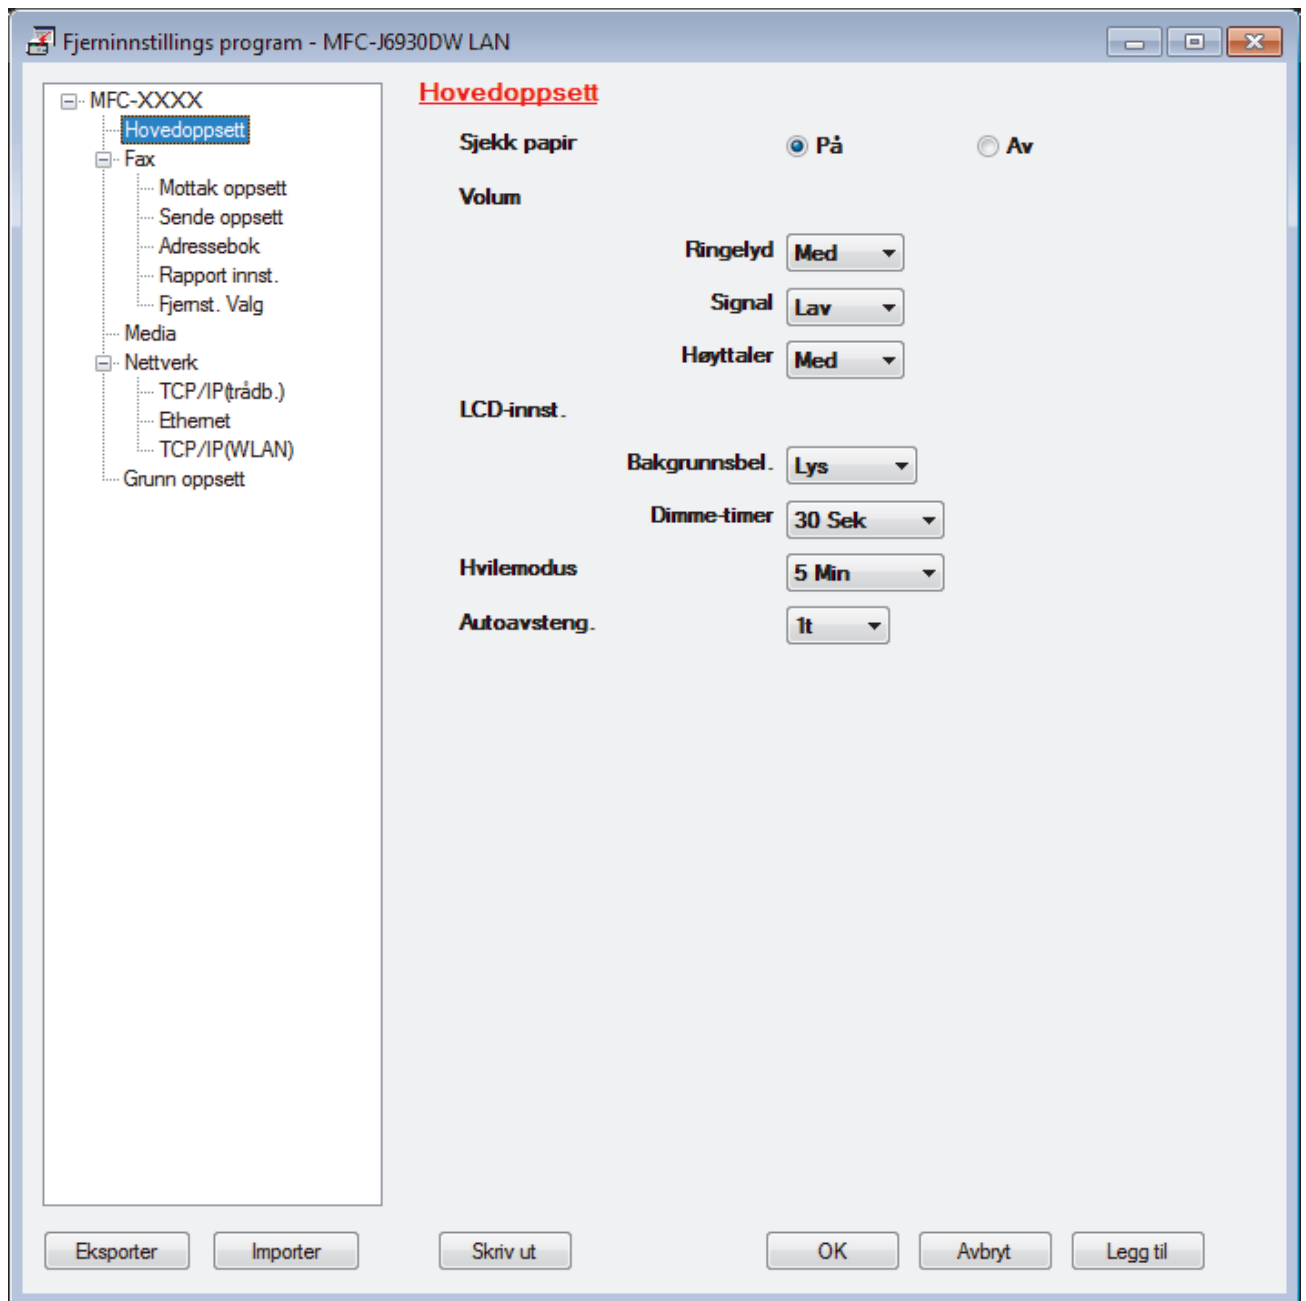 Fjerninnstillings program - MFC-J6930DW LAN
MFC-XXXX
Hovedoppsett
Fax
Mottak oppsett
Sende oppsett
Adressebok
Rapport innst.
Fjernst. Valg
Media
Nettverk
TCP/IP(trådb.)
Ethernet
TCP/IP(WLAN)
Grunn oppsett
Hovedoppsett
Sjekk papir På Av
Volum
Ringelyd Med
Signal Lav
Høyttaler Med
LCD-innst.
Bakgrunnsbel. Lys
Dimme-timer 30 Sek
Hvilemodus 5 Min
Autoavsteng. 1t
Eksporter Importer Skriv ut OK Avbryt Legg til